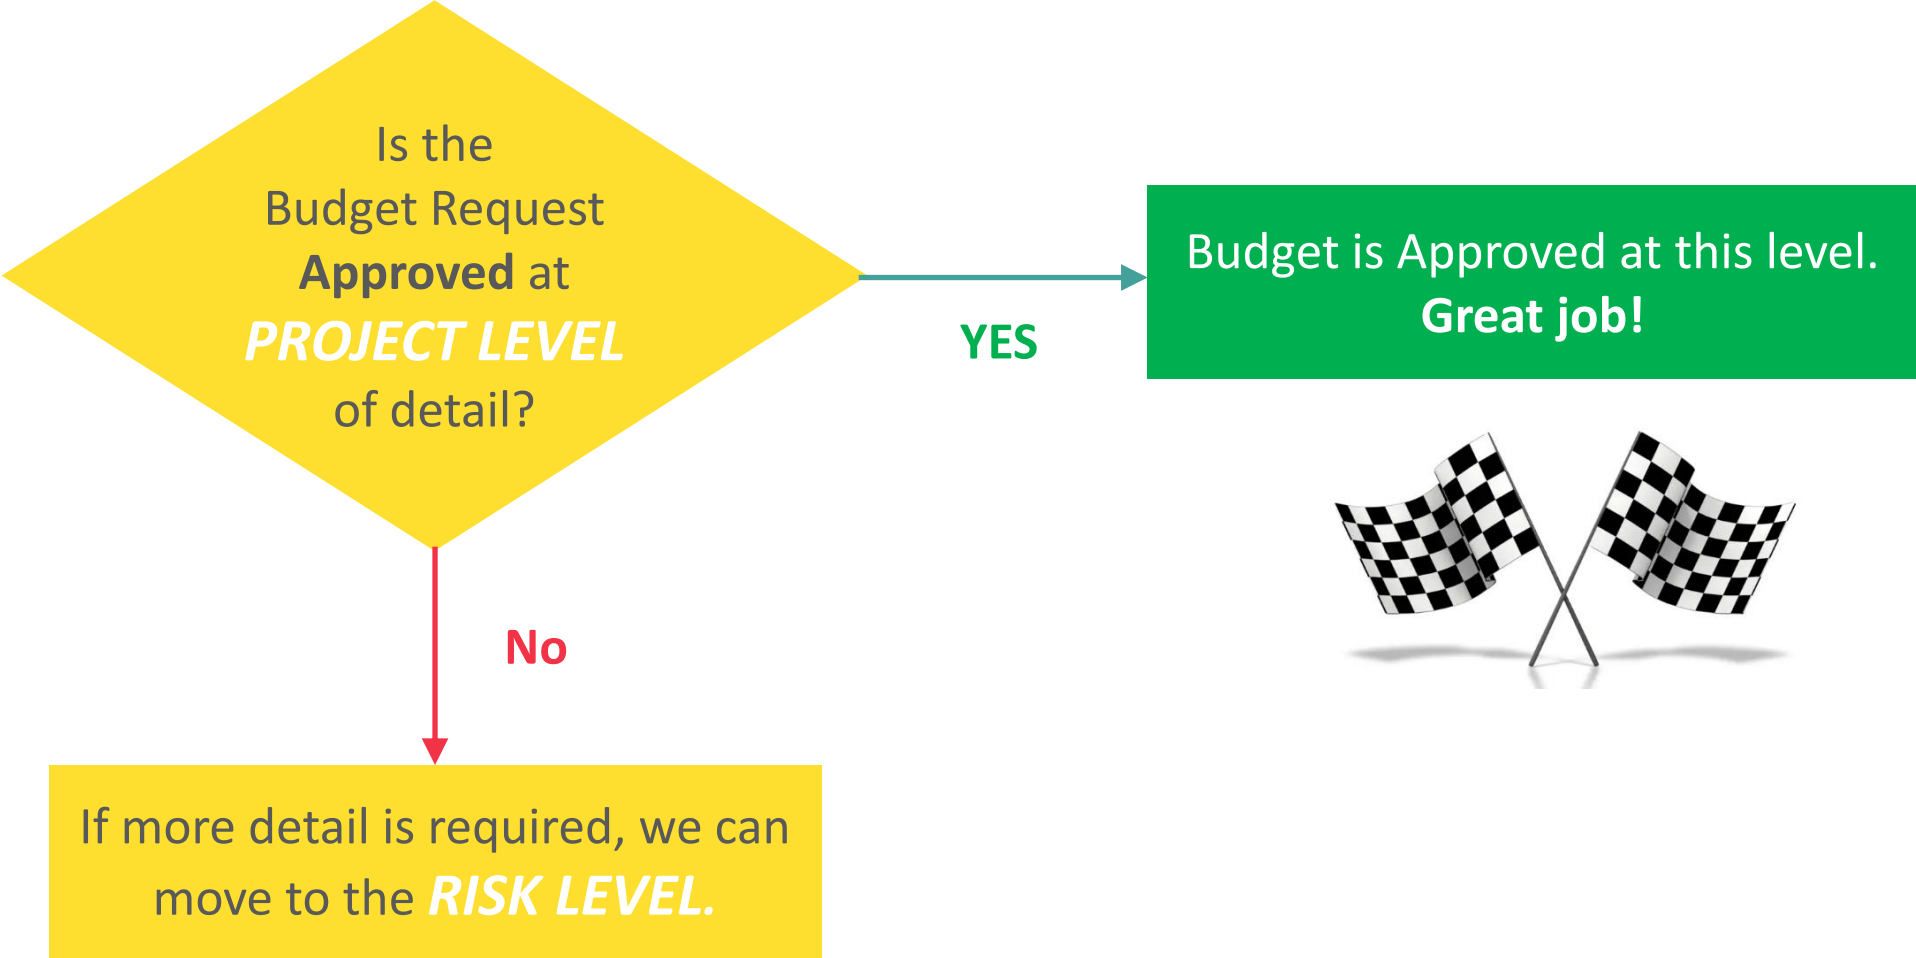 Is the
Budget Request
Approved at
PROJECT LEVEL
of detail?
YES
Budget is Approved at this level.
Great job!
No
If more detail is required, we can
move to the RISK LEVEL.